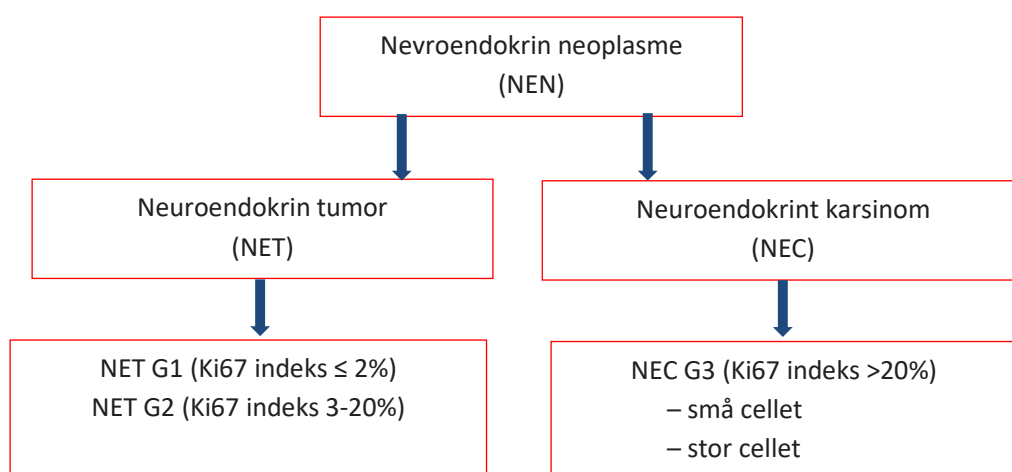 Nevroendokrin neoplasme
(NEN)
Neuroendokrin tumor
(NET)
Neuroendokrint karsinom
(NEC)
NET G1 (Ki67 indeks ≤ 2%)
NET G2 (Ki67 indeks 3-20%)
NEC G3 (Ki67 indeks >20%)
– små cellet
– stor cellet